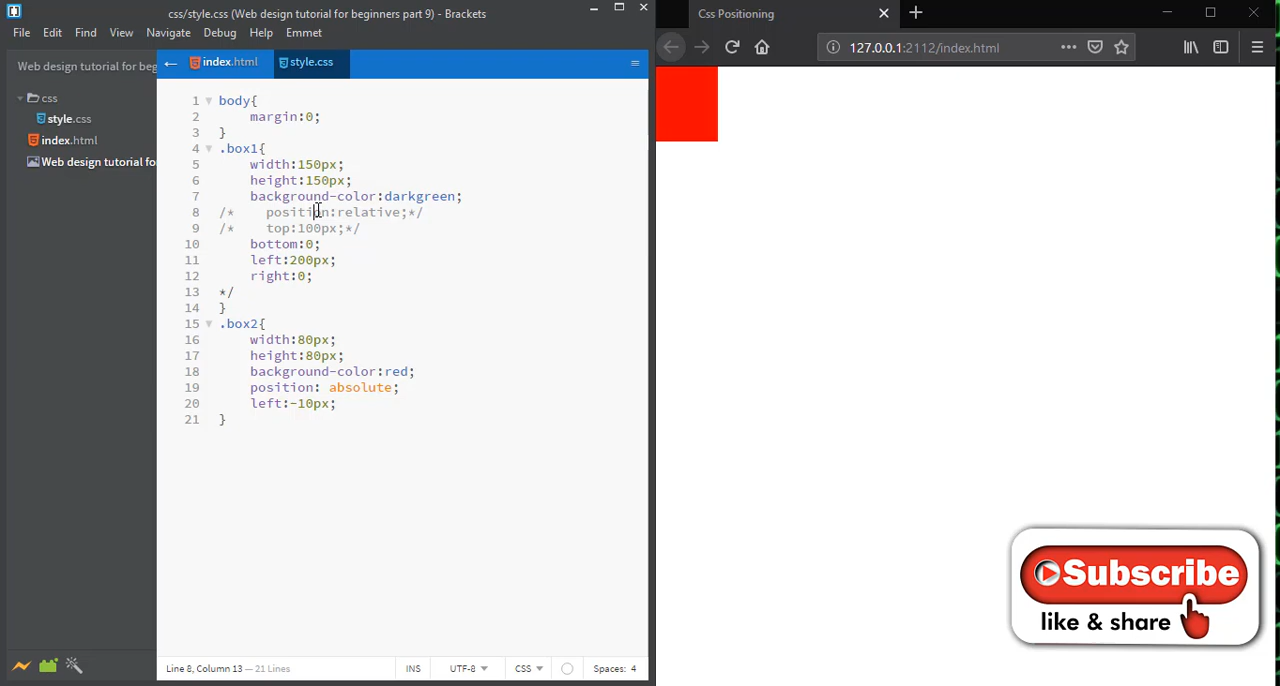 css/style.css (Web design tutorial for beginners part 9) - Brackets
File Edit Find View Navigate Debug Help Emmet
Web design tutorial for beg
css
style.css
index.html
Web design tutorial fo
index.html style.css
1 body{
2 margin:0;
3 }
4 .box1{
5 width:150px;
6 height:150px;
7 background-color:darkgreen;
8 /* position:relative;*/
9 /* top:100px;*/
10 bottom:0;
11 left:200px;
12 right:0;
13 */
14 }
15 .box2{
16 width:80px;
17 height:80px;
18 background-color:red;
19 position: absolute;
20 left:-10px;
21 }
Line 8, Column 13 — 21 Lines INS UTF-8 CSS Spaces: 4
Css Positioning
127.0.0.1:2112/index.html
Subscribe
like & share